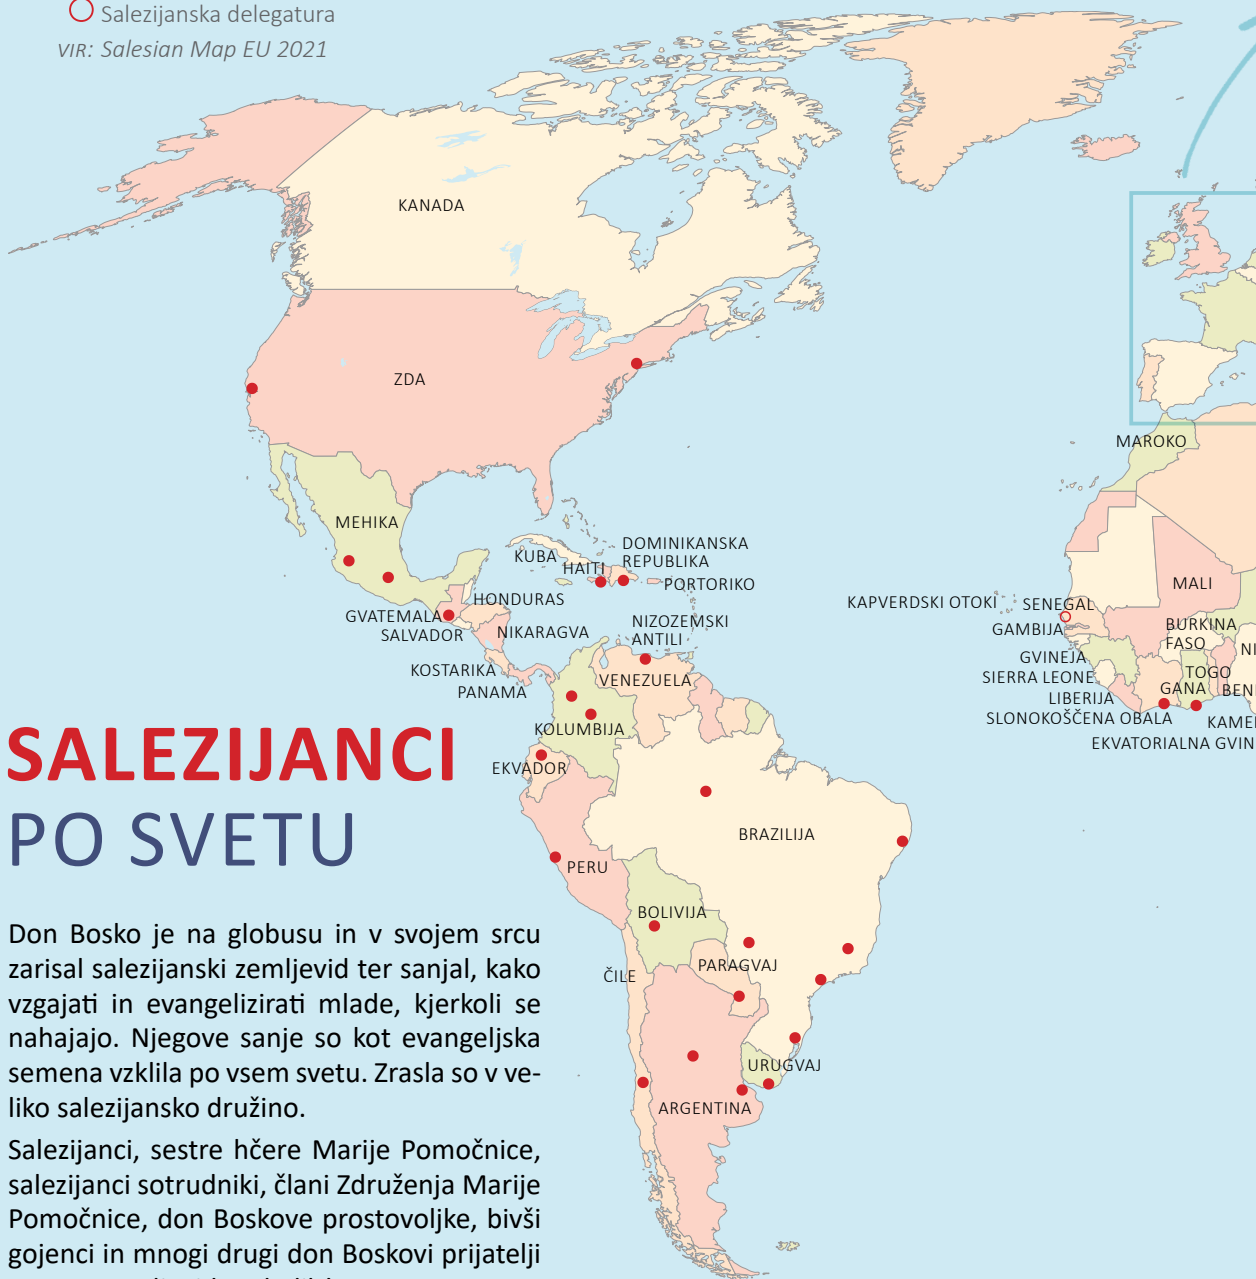 Salezijanska delegatura
VIR: Salesian Map EU 2021
KANADA
ZDA
MAROKO
MEHIKA
KUBA
HAITI
DOMINIKANSKA
REPUBLIKA
PORTORIKO
HONDURAS
GVATEMALA
SALVADOR
NIKARAGVA
NIZOZEMSKI
ANTILI
KOSTARIKA
PANAMA
VENEZUELA
KOLUMBIJA
EKVADOR
KAPVERDSKI OTOKI
SENEGAL
GAMBIJA
MALI
BURKINA
FASO
NI
GVINEJA
SIERRA LEONE
LIBERIJA
TOGO
GANA
BENI
SLONOKOŠČENA OBALA
KAME
EKVATORIALNA GVIN
BRAZILIJA
PERU
BOLIVIJA
PARAGVAJ
ČILE
URUGVAJ
ARGENTINA
SALEZIJANCI
PO SVETU
Don Bosko je na globusu in v svojem srcu
zarisal salezijanski zemljevid ter sanjal, kako
vzgajati in evangelizirati mlade, kjerkoli se
nahajajo. Njegove sanje so kot evangeljska
semena vzklila po vsem svetu. Zrasla so v ve-
liko salezijansko družino.
Salezijanci, sestre hčere Marije Pomočnice,
salezijanci sotrudniki, člani Združenja Marije
Pomočnice, don Boskove prostovoljke, bivši
gojenci in mnogi drugi don Boskovi prijatelji